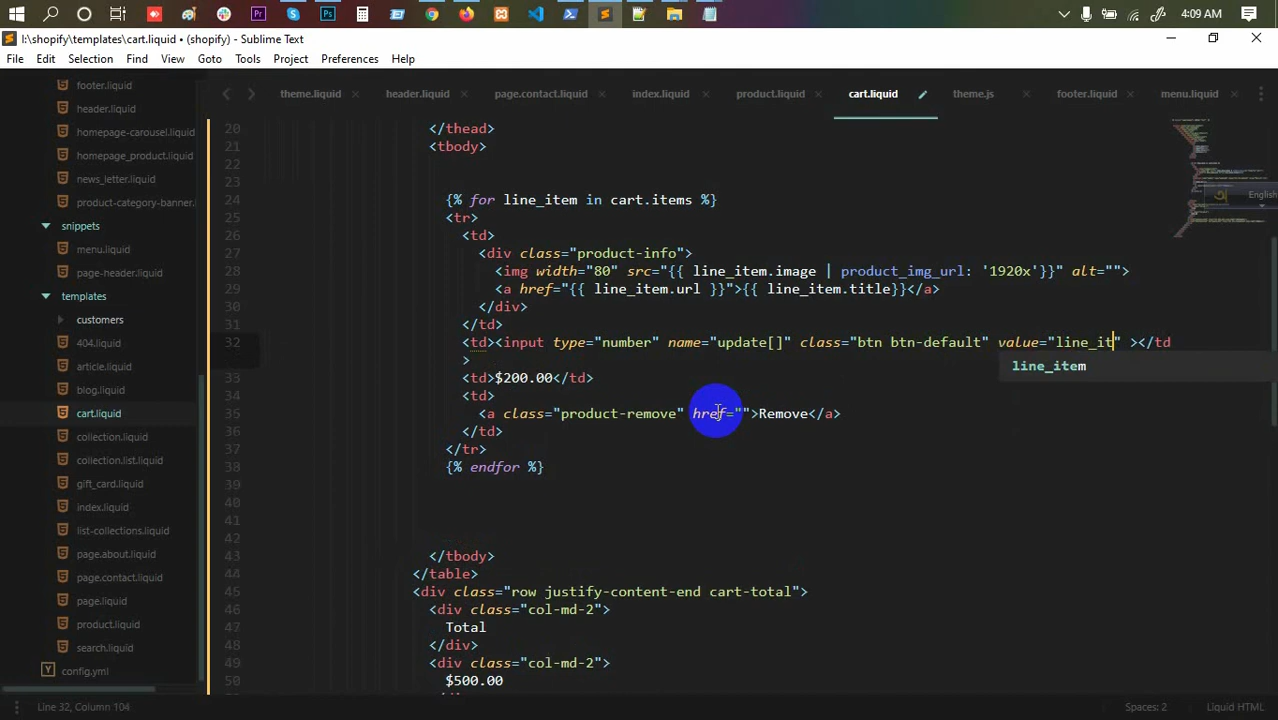 4:09 AM
I:\shopify\templates\cart.liquid • (shopify) - Sublime Text
File Edit Selection Find View Goto Tools Project Preferences Help
theme.liquid header.liquid page.contact.liquid index.liquid product.liquid cart.liquid theme.js footer.liquid menu.liquid
footer.liquid
header.liquid
homepage-carousel.liquid
homepage_product.liquid
news_letter.liquid
product-category-banner.
snippets
menu.liquid
page-header.liquid
templates
customers
404.liquid
article.liquid
blog.liquid
cart.liquid
collection.liquid
collection.list.liquid
gift_card.liquid
index.liquid
list-collections.liquid
page.about.liquid
page.contact.liquid
page.liquid
product.liquid
search.liquid
config.yml
20 </thead>
21 <tbody>
22
23
24 {% for line_item in cart.items %}
25 <tr>
26 <td>
27 <div class="product-info">
28 <img width="80" src="{{ line_item.image | product_img_url: '1920x'}}" alt="">
29 <a href="{{ line_item.url }}">{{ line_item.title}}</a>
30 </div>
31 </td>
32 <td><input type="number" name="update[]" class="btn btn-default" value="line_it" ></td
>
line_item
33 <td>$200.00</td>
34 <td>
35 <a class="product-remove" href="">Remove</a>
36 </td>
37 </tr>
38 {% endfor %}
39
40
41
42
43 </tbody>
44 </table>
45 <div class="row justify-content-end cart-total">
46 <div class="col-md-2">
47 Total
48 </div>
49 <div class="col-md-2">
50 $500.00
English
Line 32, Column 104
Spaces: 2
Liquid HTML